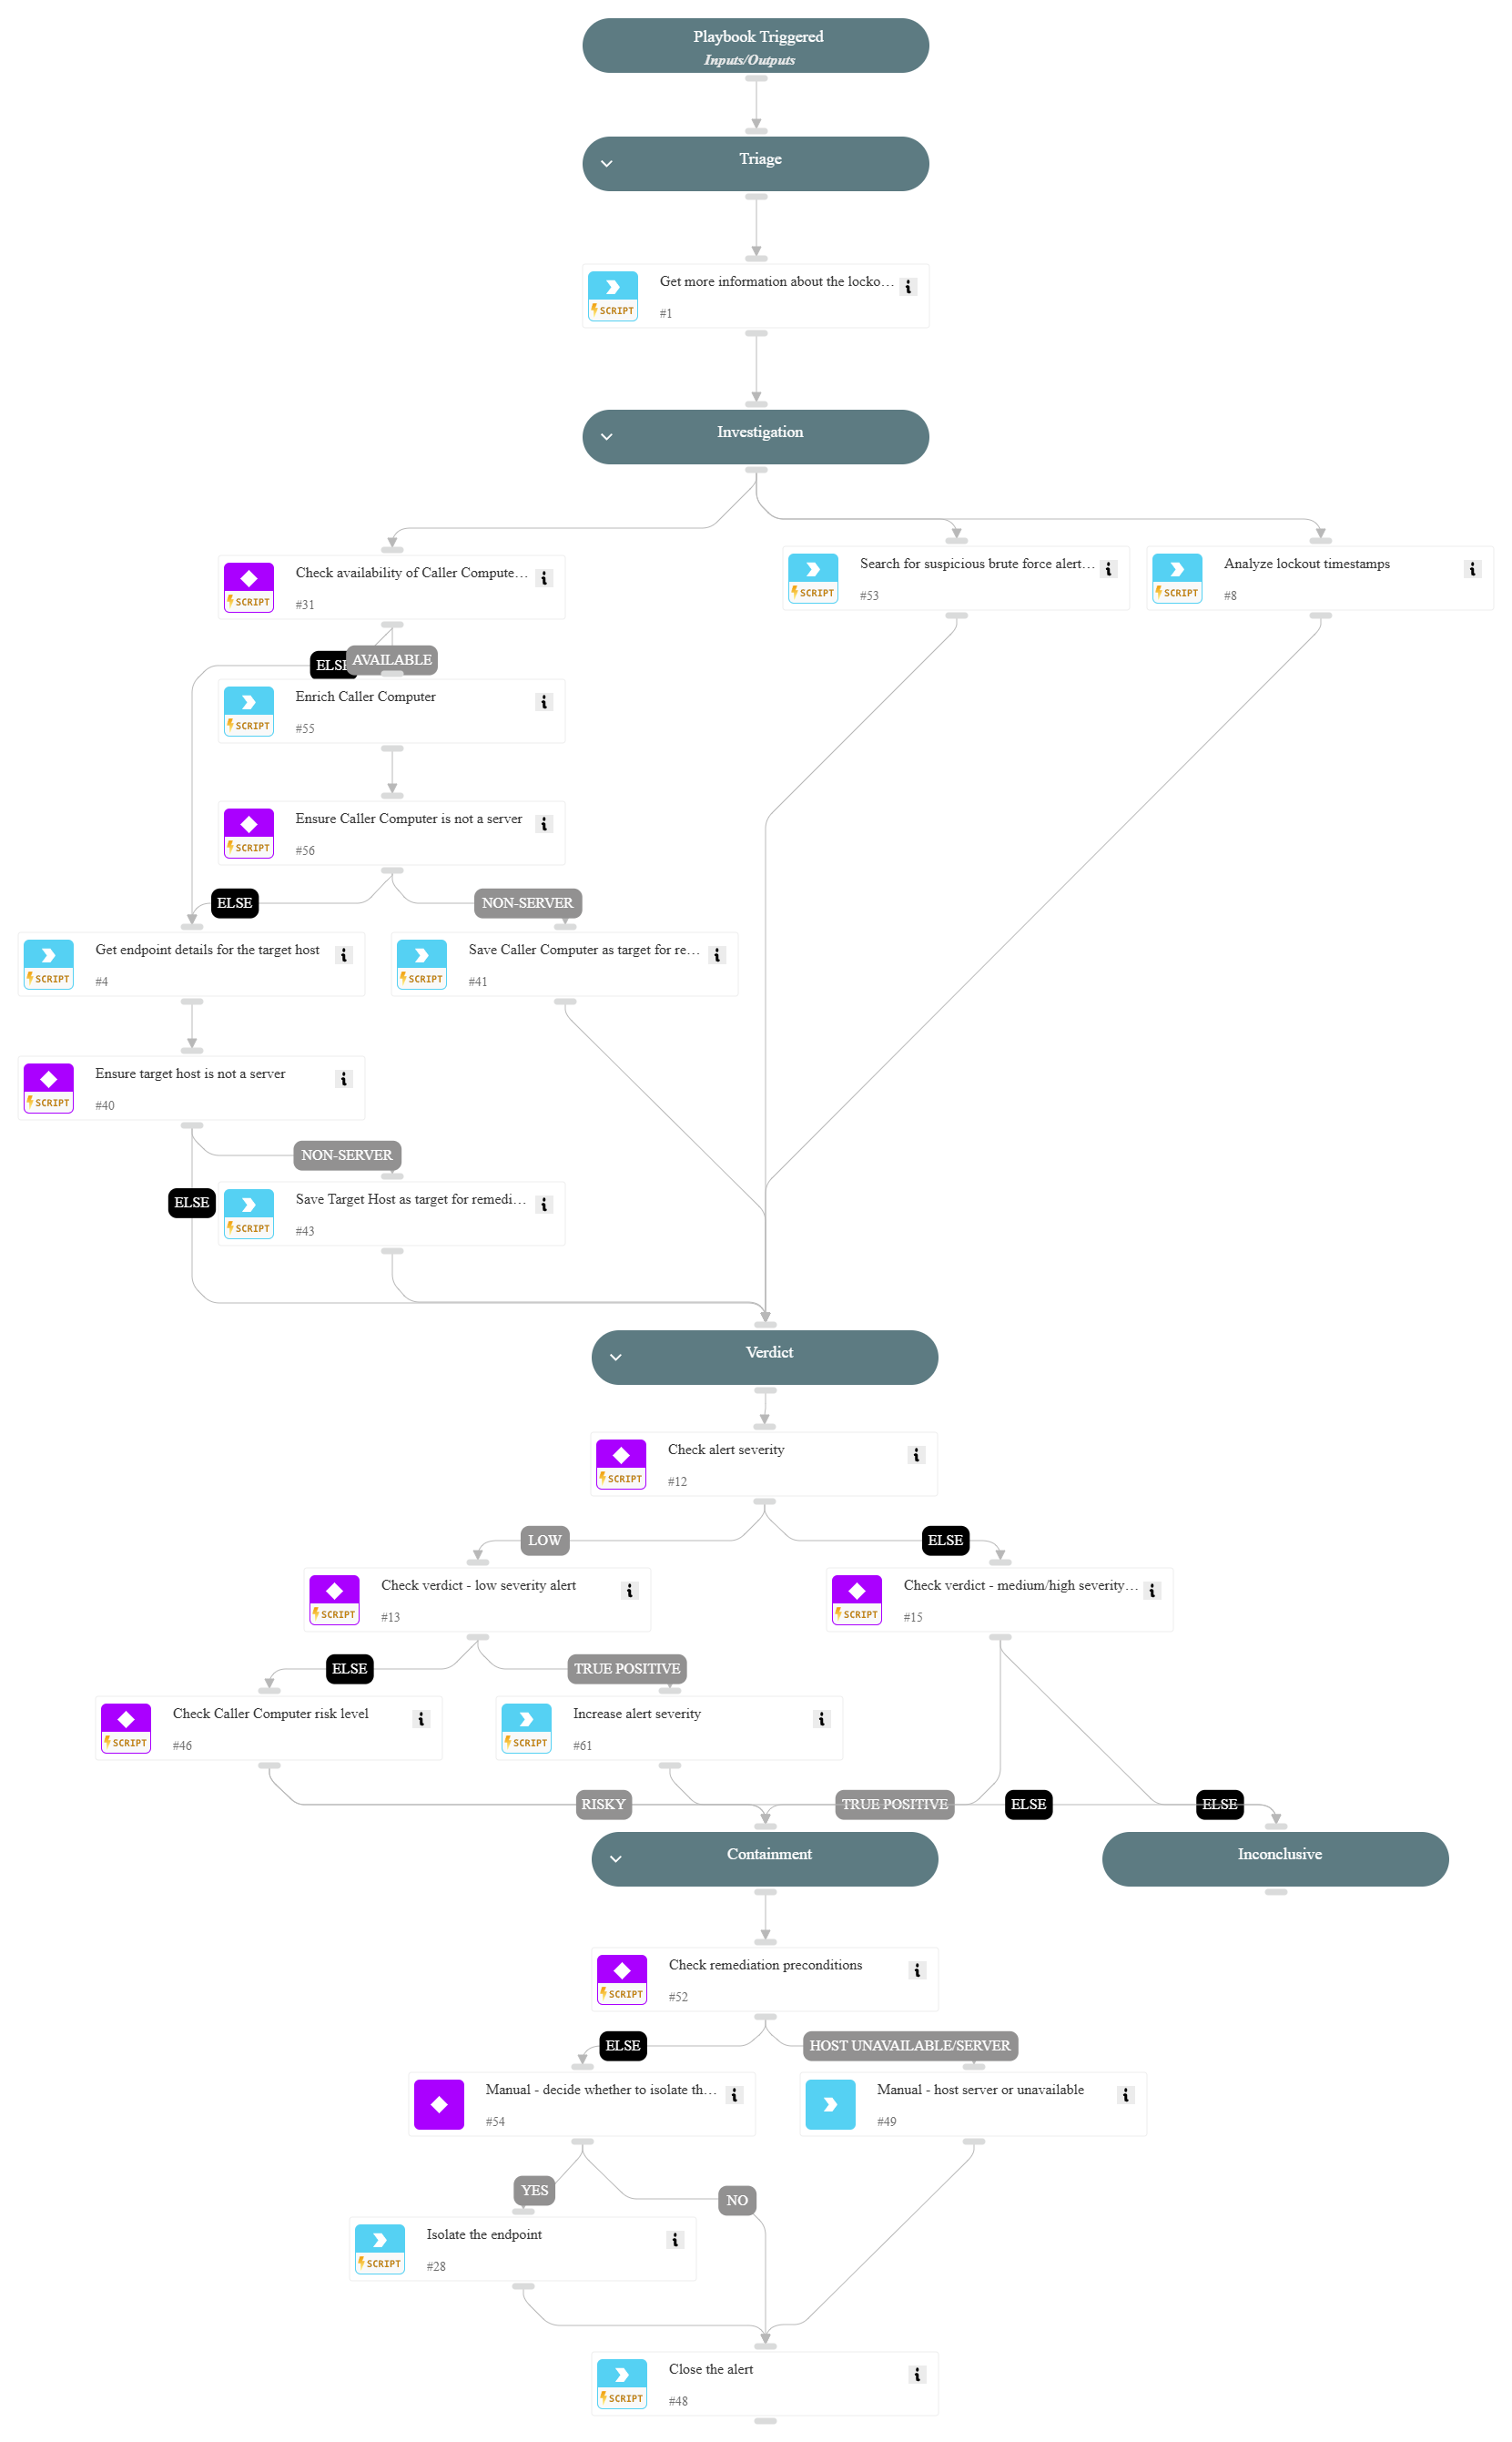 Playbook Triggered
Inputs/Outputs
Triage
Get more information about the locko…
SCRIPT
#1
Investigation
Check availability of Caller Compute…
SCRIPT
#31
Search for suspicious brute force alert…
SCRIPT
#53
Analyze lockout timestamps
SCRIPT
#8
ELSE
AVAILABLE
Enrich Caller Computer
SCRIPT
#55
Ensure Caller Computer is not a server
SCRIPT
#56
ELSE
NON-SERVER
Get endpoint details for the target host
SCRIPT
#4
Save Caller Computer as target for re…
SCRIPT
#41
Ensure target host is not a server
SCRIPT
#40
NON-SERVER
ELSE
Save Target Host as target for remedi…
SCRIPT
#43
Verdict
Check alert severity
SCRIPT
#12
LOW
ELSE
Check verdict - low severity alert
SCRIPT
#13
Check verdict - medium/high severity…
SCRIPT
#15
ELSE
TRUE POSITIVE
Check Caller Computer risk level
SCRIPT
#46
Increase alert severity
SCRIPT
#61
RISKY
TRUE POSITIVE
ELSE
ELSE
Containment
Inconclusive
Check remediation preconditions
SCRIPT
#52
ELSE
HOST UNAVAILABLE/SERVER
Manual - decide whether to isolate th…
#54
Manual - host server or unavailable
#49
YES
NO
Isolate the endpoint
SCRIPT
#28
Close the alert
SCRIPT
#48